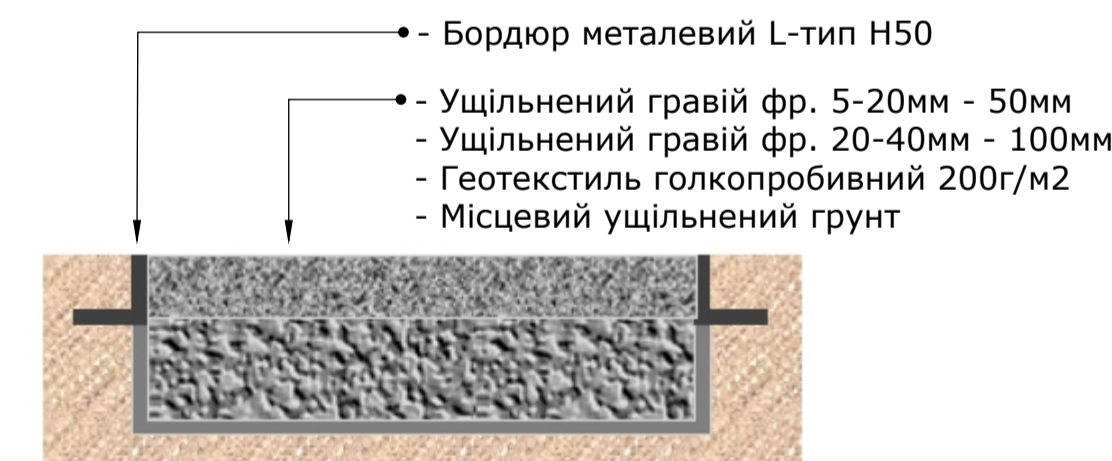 - Бордюр металевий L-тип Н50
- Ущільнений гравій фр. 5-20мм - 50мм
- Ущільнений гравій фр. 20-40мм - 100мм
- Геотекстиль голкопробивний 200г/м2
- Місцевий ущільнений грунт